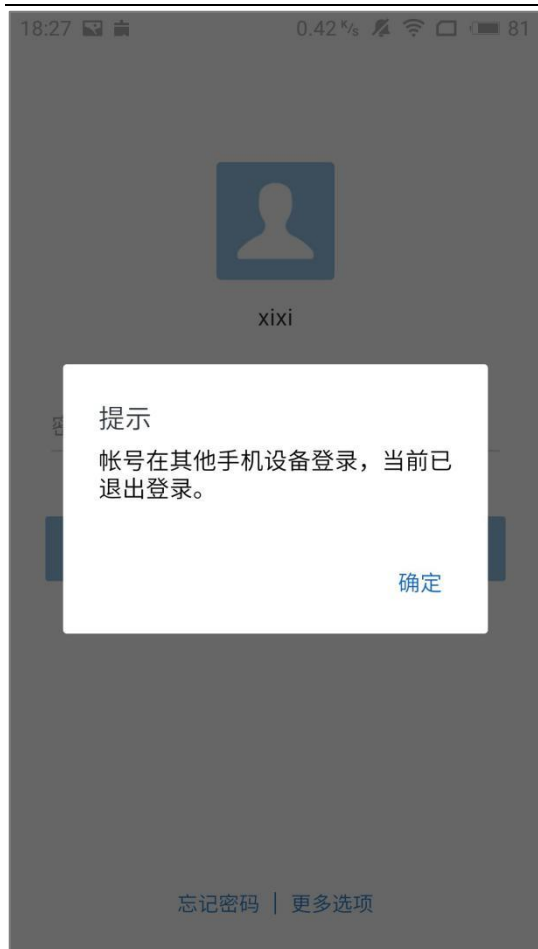 18:27 0.42 K/s 81
xixi
密
提示
帐号在其他手机设备登录，当前已
退出登录。
确定
忘记密码 | 更多选项